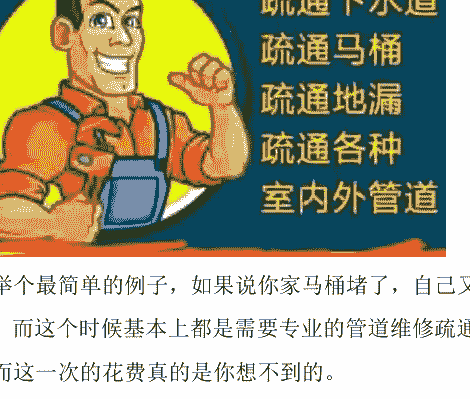 疏通下水道
疏通马桶
疏通地漏
疏通各种
室内外管道
举个最简单的例子，如果说你家马桶堵了，自己又
而这个时候基本上都是需要专业的管道维修疏通
而这一次的花费真的是你想不到的。